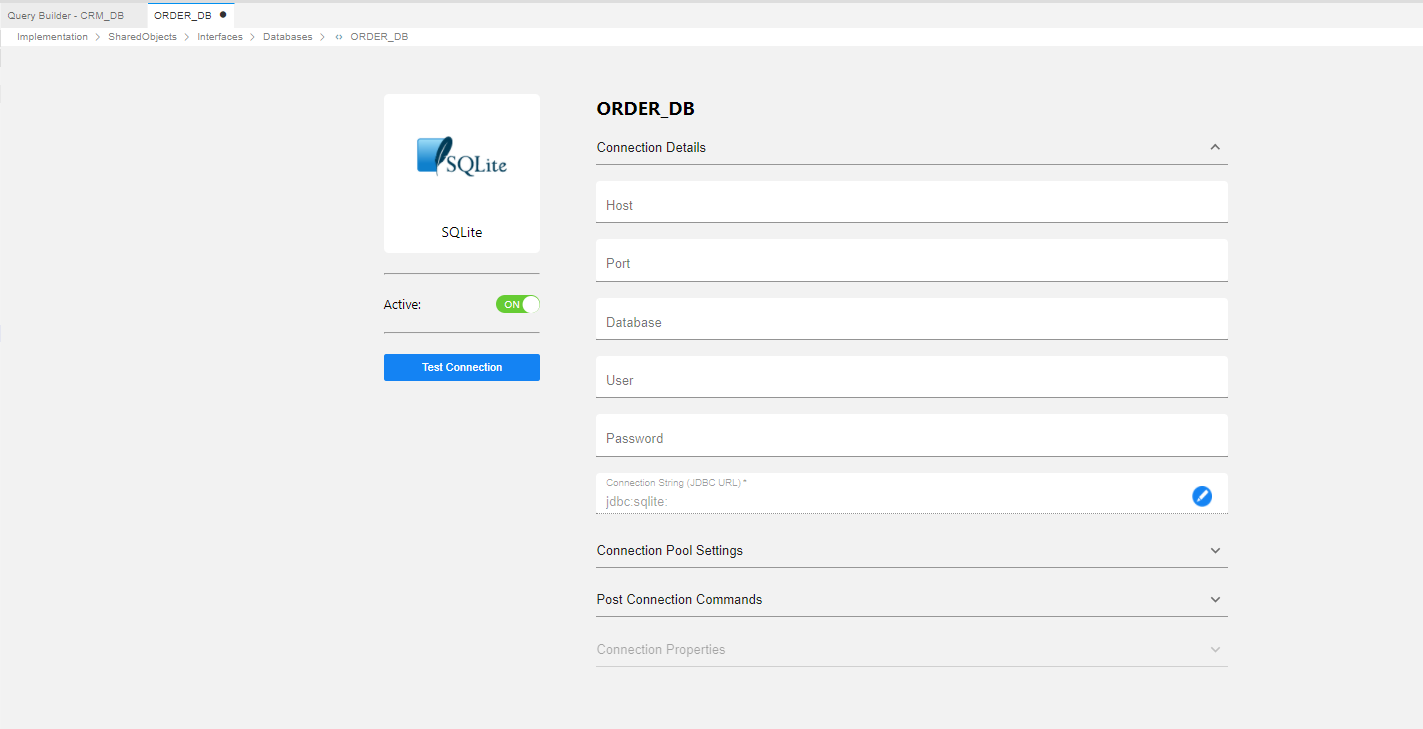 Query Builder - CRM_DB
ORDER_DB
Implementation > SharedObjects > Interfaces > Databases > ‹› ORDER_DB
SQLite
SQLite
Active:
ON
Test Connection
ORDER_DB
Connection Details
Host
Port
Database
User
Password
Connection String (JDBC URL) *
jdbc:sqlite:
Connection Pool Settings
Post Connection Commands
Connection Properties